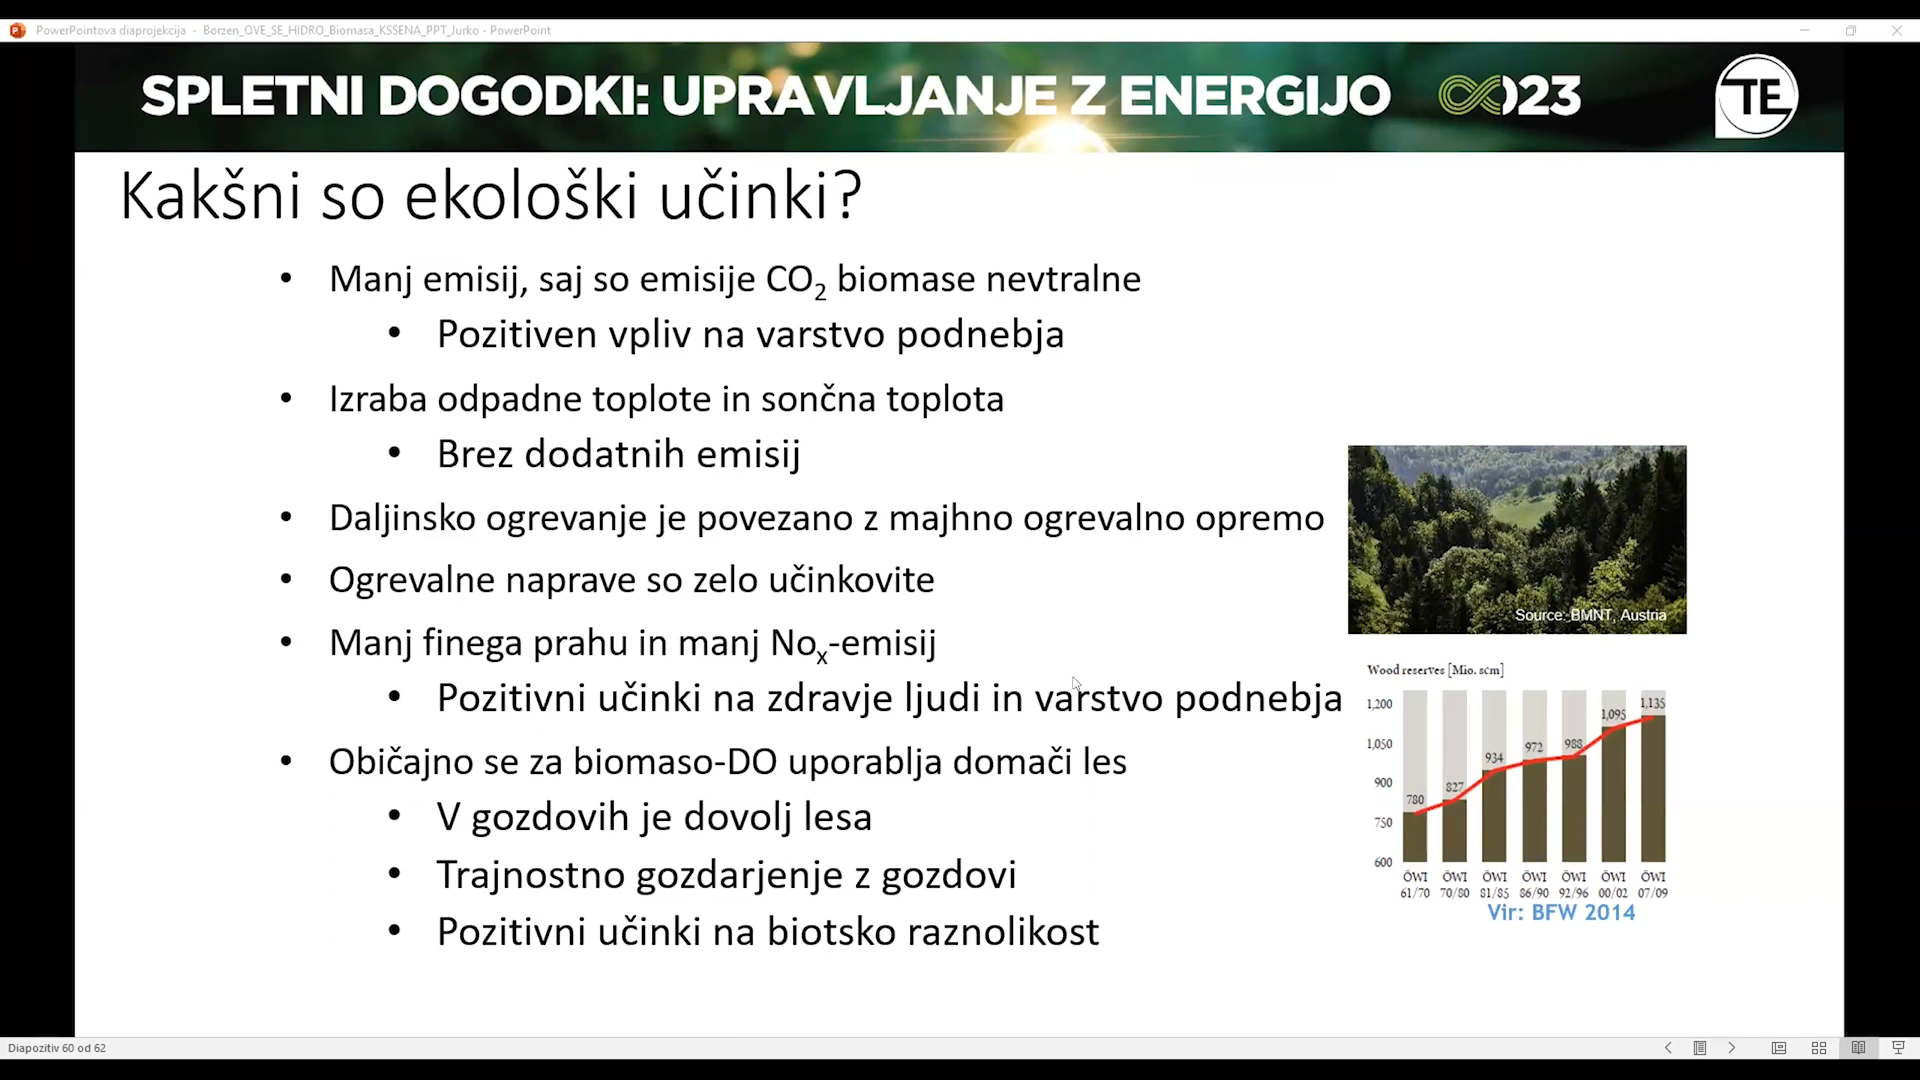 PowerPointova diaprojekcija - Borzen_OVE_SE_HIDRO_Biomasa_KSSENA_PPT_Jurko - PowerPoint
SPLETNI DOGODKI: UPRAVLJANJE Z ENERGIJO 23
TE
Kakšni so ekološki učinki?
• Manj emisij, saj so emisije CO2 biomase nevtralne
• Pozitiven vpliv na varstvo podnebja
• Izraba odpadne toplote in sončna toplota
• Brez dodatnih emisij
• Daljinsko ogrevanje je povezano z majhno ogrevalno opremo
• Ogrevalne naprave so zelo učinkovite
• Manj finega prahu in manj Nox-emisij
• Pozitivni učinki na zdravje ljudi in varstvo podnebja
• Običajno se za biomaso-DO uporablja domači les
• V gozdovih je dovolj lesa
• Trajnostno gozdarjenje z gozdovi
• Pozitivni učinki na biotsko raznolikost
Source: BMNT, Austria
Wood reserves [Mio. scm]
1,200
1,050
900
750
600
780
827
934
972
988
1,095
1,135
ÖWI ÖWI ÖWI ÖWI ÖWI ÖWI ÖWI
61/70 70/80 81/85 86/90 92/96 00/02 07/09
Vir: BFW 2014
Diapozitiv 60 od 62